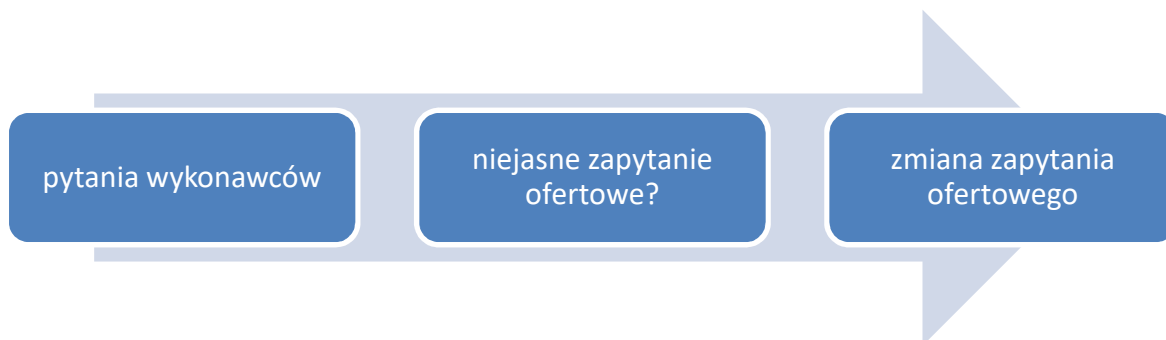 pytania wykonawców
niejasne zapytanie
ofertowe?
zmiana zapytania
ofertowego